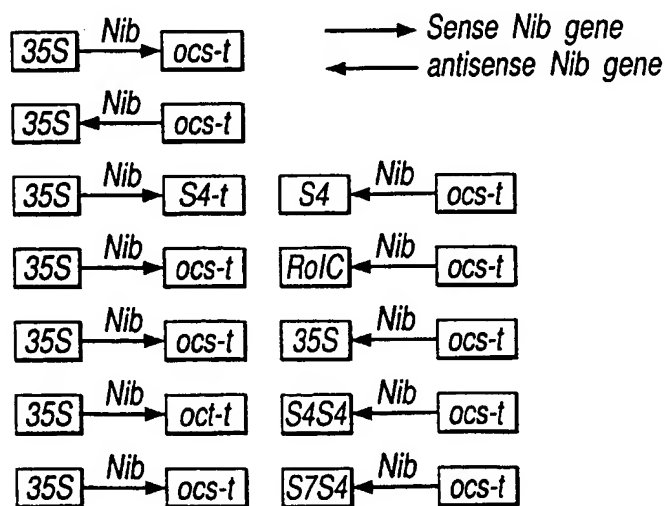 Nib
35S ocs-t
Sense Nib gene
antisense Nib gene
Nib
35S ocs-t
Nib Nib
35S S4-t S4 ocs-t
Nib Nib
35S ocs-t RolC ocs-t
Nib Nib
35S ocs-t 35S ocs-t
Nib Nib
35S oct-t S4S4 ocs-t
Nib Nib
35S ocs-t S7S4 ocs-t